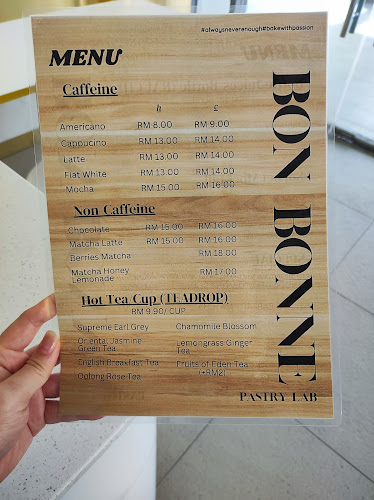 #alwaysneverenough#bakewithpassion
MENU
Caffeine
h £
Americano RM 8.00 RM 9.00
Cappucino RM 13.00 RM 14.00
Latte RM 13.00 RM 14.00
Flat White RM 13.00 RM 14.00
Mocha RM 15.00 RM 16.00
Non Caffeine
Chocolate RM 15.00 RM 16.00
Matcha Latte RM 15.00 RM 16.00
Berries Matcha RM 18.00
Matcha Honey
Lemonade RM 17.00
Hot Tea Cup (TEADROP)
RM 9.90/ CUP
Supreme Earl Grey Chamomile Blossom
Oriental Jasmine
Green Tea
Lemongrass Ginger
Tea
English Breakfast Tea Fruits of Eden Tea
(+RM2)
Oolong Rose Tea
BON BONNE
PASTRY LAB